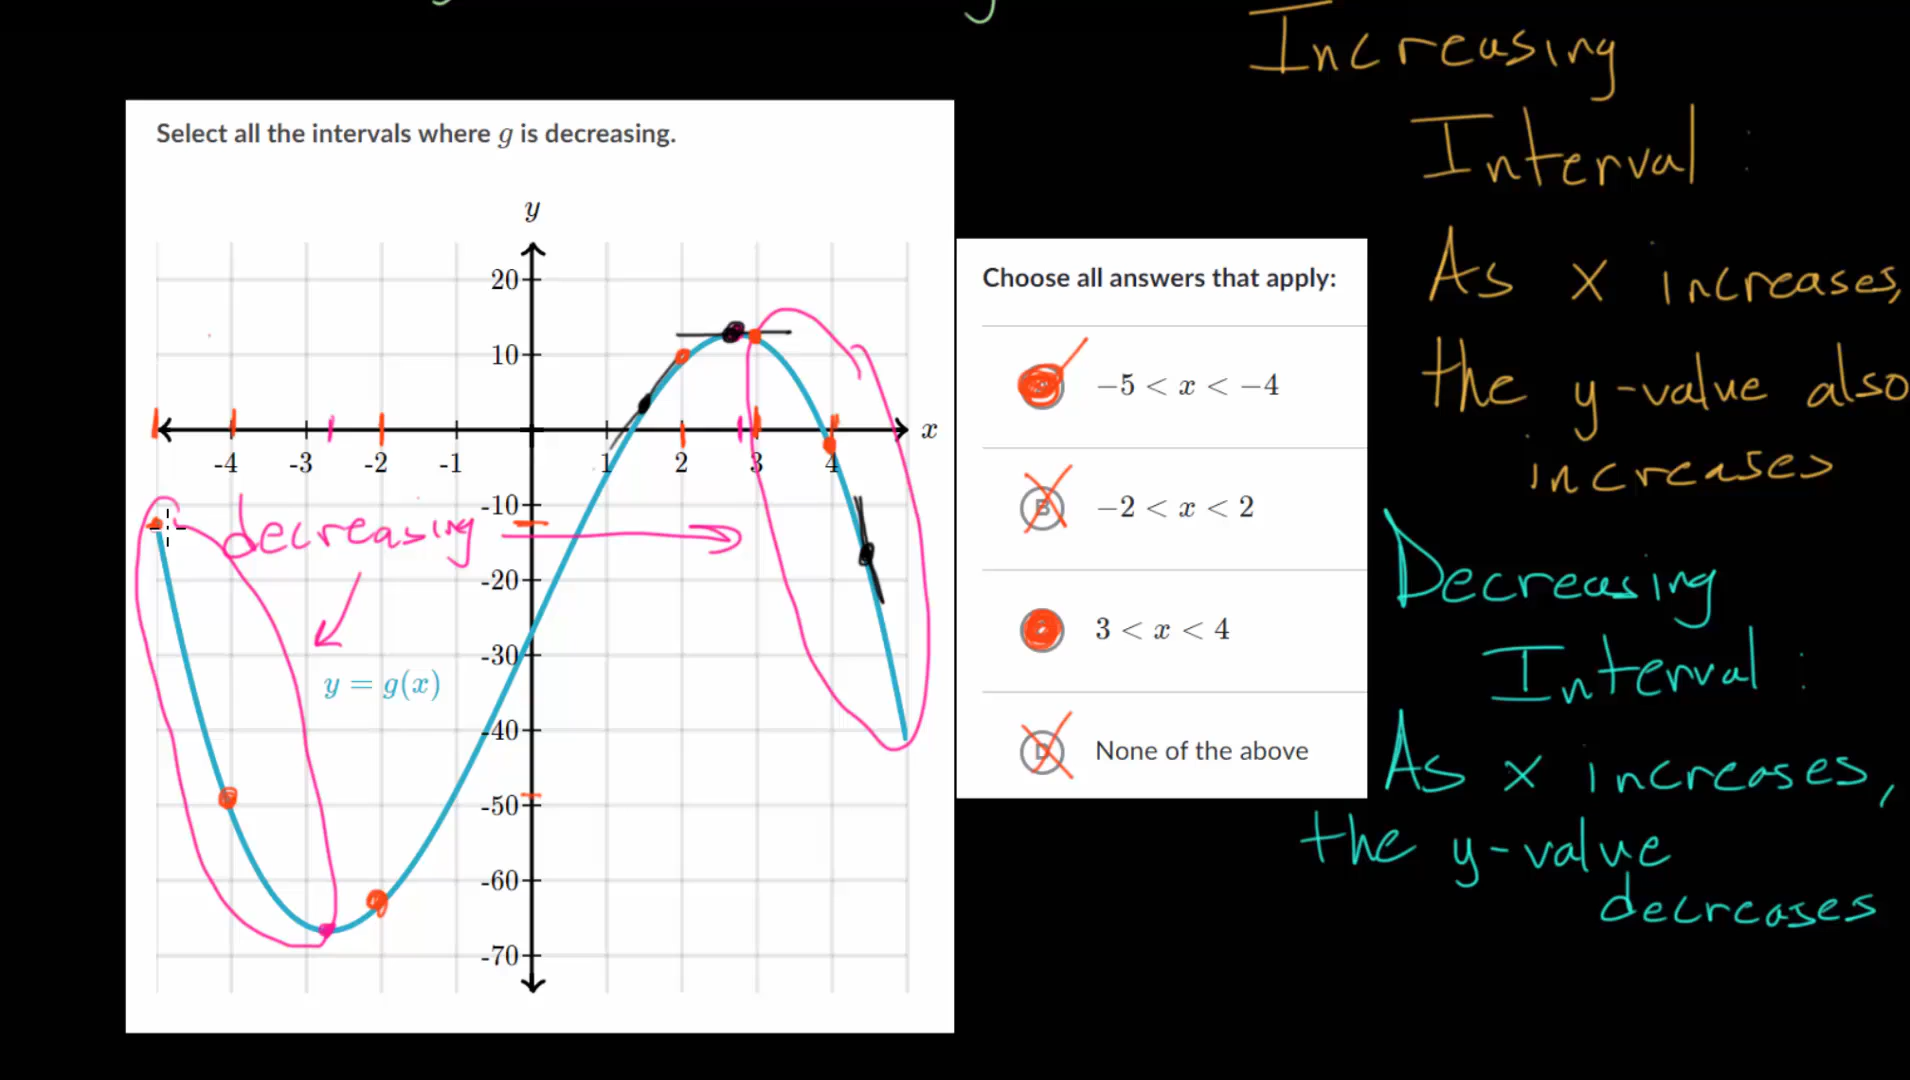 Increasing
Interval :
As x increases,
the y-value also
increases
Select all the intervals where g is decreasing.
y
20
10
x
-4 -3 -2 -1 1 2 3 4
-10
decreasing
-20
-30
y = g(x)
-40
-50
-60
-70
Choose all answers that apply:
−5 < x < −4
B −2 < x < 2
3 < x < 4
D None of the above
Decreasing
Interval :
As x increases,
the y-value
decreases